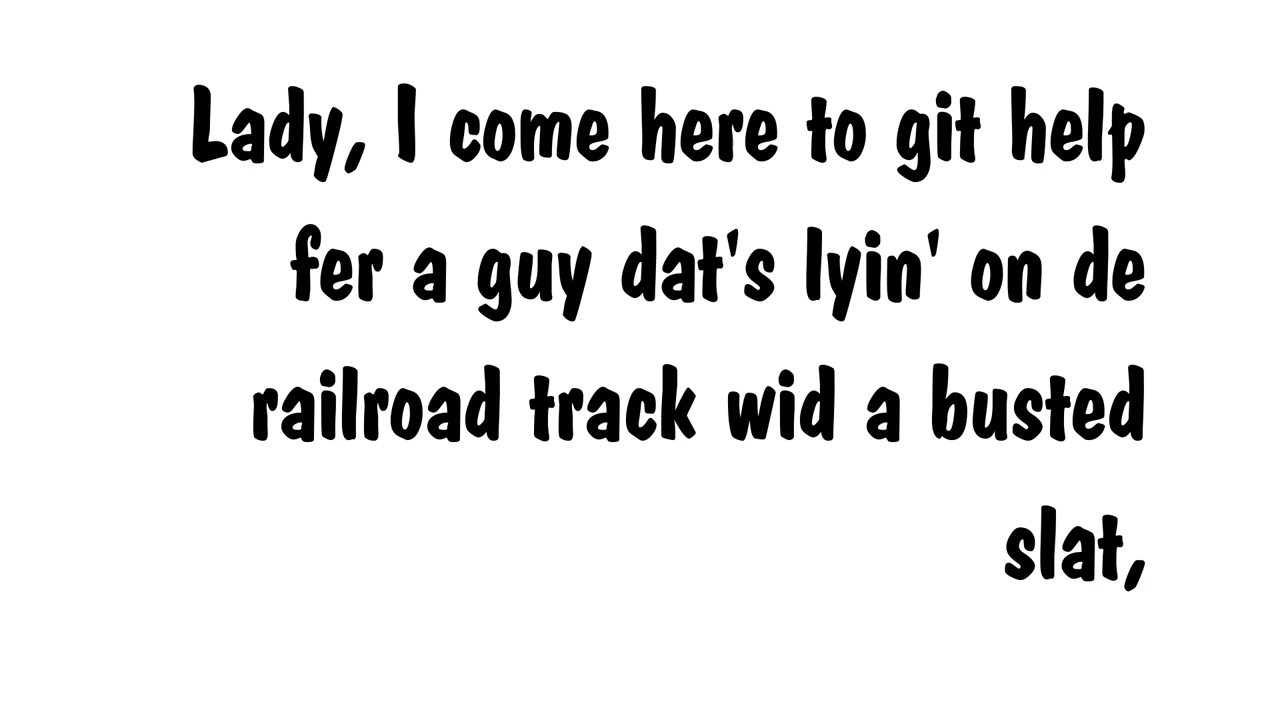 Lady, I come here to git help
fer a guy dat's lyin' on de
railroad track wid a busted
slat,